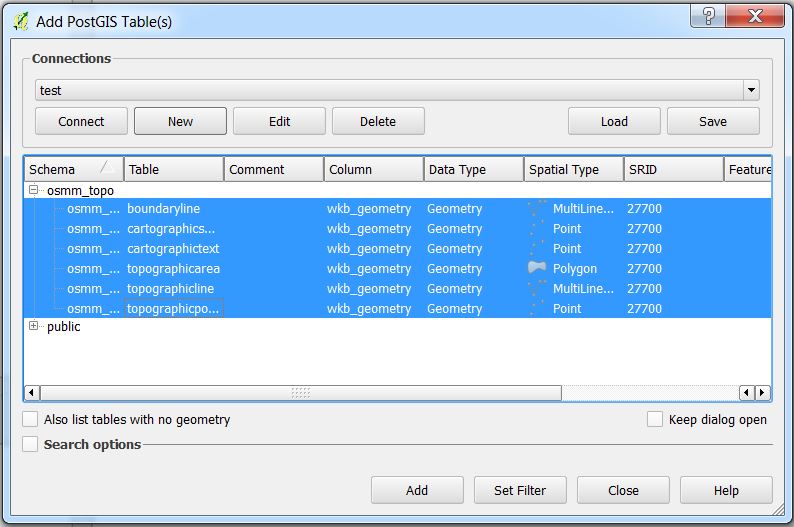 Add PostGIS Table(s)
Connections
test
Connect New Edit Delete Load Save
Schema Table Comment Column Data Type Spatial Type SRID Feature
osmm_topo
osmm_... boundaryline wkb_geometry Geometry MultiLine... 27700
osmm_... cartographics... wkb_geometry Geometry Point 27700
osmm_... cartographictext wkb_geometry Geometry Point 27700
osmm_... topographicarea wkb_geometry Geometry Polygon 27700
osmm_... topographicline wkb_geometry Geometry MultiLine... 27700
osmm_... topographicpo... wkb_geometry Geometry Point 27700
public
Also list tables with no geometry Keep dialog open
Search options
Add Set Filter Close Help